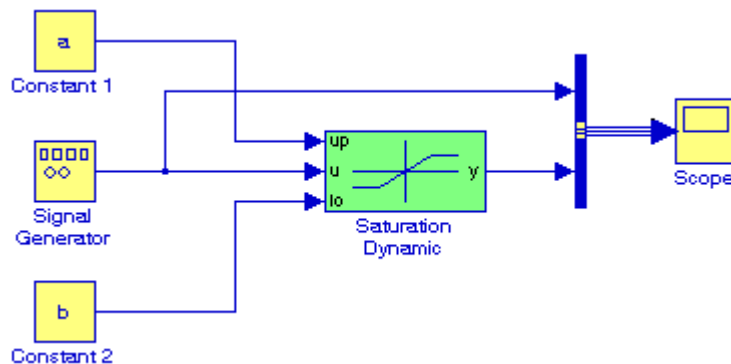 a
Constant 1
up
u
lo
y
Saturation
Dynamic
Signal
Generator
Scope
b
Constant 2